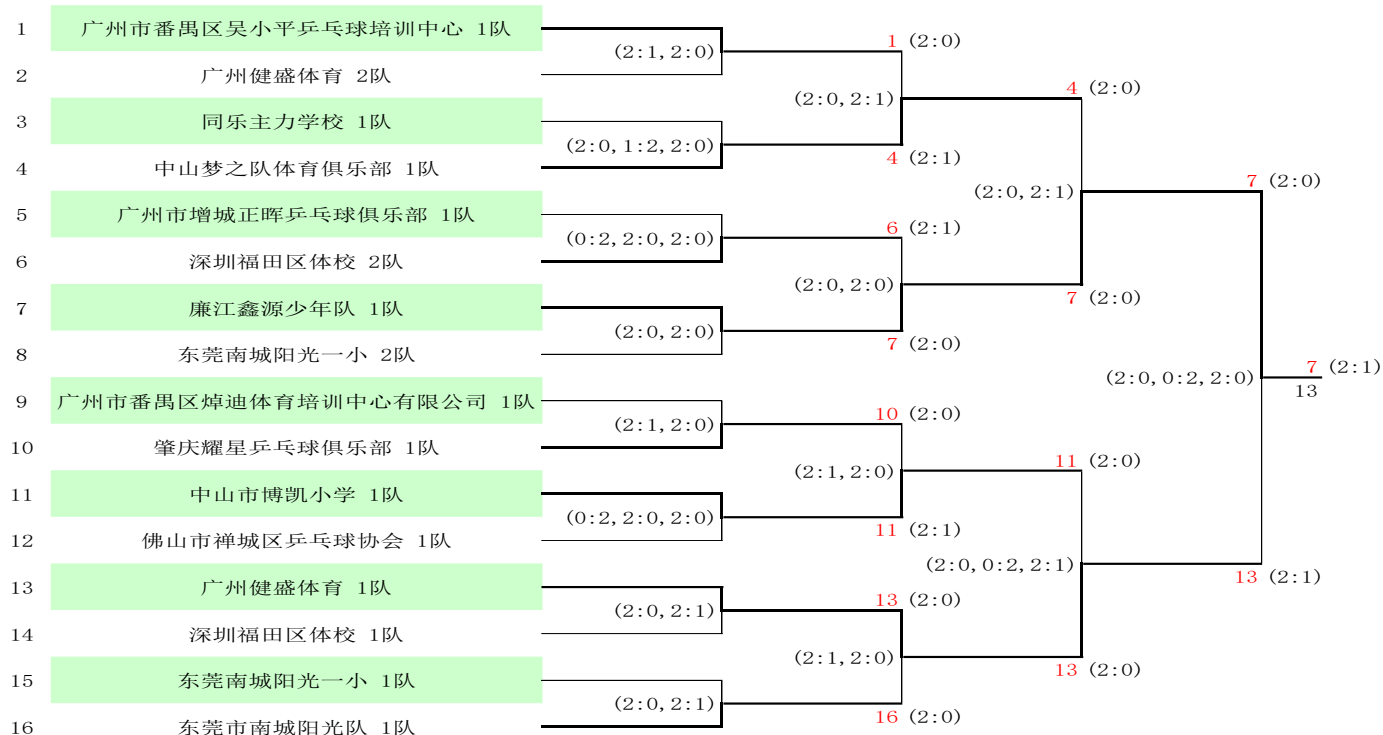 1 广州市番禺区吴小平乒乓球培训中心 1队
(2:1,2:0)
1 (2:0)
2 广州健盛体育 2队
(2:0,2:1)
4 (2:0)
3 同乐主力学校 1队
(2:0,1:2,2:0)
4 (2:1)
4 中山梦之队体育俱乐部 1队
(2:0,2:1)
7 (2:0)
5 广州市增城正晖乒乓球俱乐部 1队
(0:2,2:0,2:0)
6 (2:1)
6 深圳福田区体校 2队
(2:0,2:0)
7 (2:0)
7 廉江鑫源少年队 1队
(2:0,2:0)
7 (2:0)
8 东莞南城阳光一小 2队
(2:0,0:2,2:0)
7 (2:1)
13
9 广州市番禺区焯迪体育培训中心有限公司 1队
(2:1,2:0)
10 (2:0)
10 肇庆耀星乒乓球俱乐部 1队
(2:1,2:0)
11 (2:0)
11 中山市博凯小学 1队
(0:2,2:0,2:0)
11 (2:1)
12 佛山市禅城区乒乓球协会 1队
(2:0,0:2,2:1)
13 (2:1)
13 广州健盛体育 1队
(2:0,2:1)
13 (2:0)
14 深圳福田区体校 1队
(2:1,2:0)
13 (2:0)
15 东莞南城阳光一小 1队
(2:0,2:1)
16 (2:0)
16 东莞市南城阳光队 1队